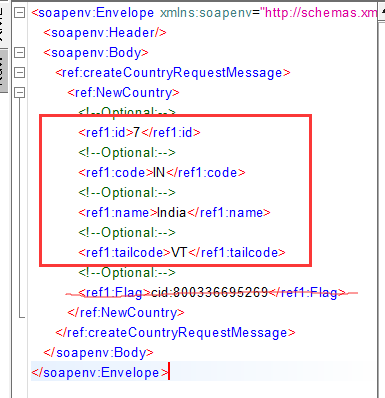 <soapenv:Envelope xmlns:soapenv="http://schemas.xm
<soapenv:Header/>
<soapenv:Body>
<ref:createCountryRequestMessage>
<ref:NewCountry>
<!--Optional:-->
<ref1:id>7</ref1:id>
<!--Optional:-->
<ref1:code>IN</ref1:code>
<!--Optional:-->
<ref1:name>India</ref1:name>
<!--Optional:-->
<ref1:tailcode>VT</ref1:tailcode>
<!--Optional:-->
<ref1:Flag>cid:800336695269</ref1:Flag>
</ref:NewCountry>
</ref:createCountryRequestMessage>
</soapenv:Body>
</soapenv:Envelope>